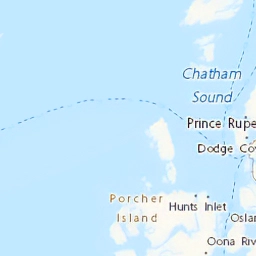 Chatham
Sound
Prince Rupe
Dodge Cov
Porcher
Island
Hunts Inlet
Oslan
Oona Riv